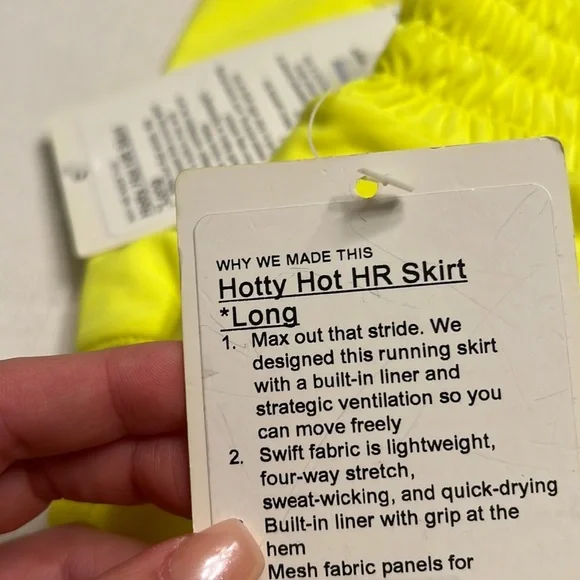 WHY WE MADE THIS
Hotty Hot HR Skirt
*Long
1. Max out that stride. We
designed this running skirt
with a built-in liner and
strategic ventilation so you
can move freely
2. Swift fabric is lightweight,
four-way stretch,
sweat-wicking, and quick-drying
Built-in liner with grip at the
hem
Mesh fabric panels for